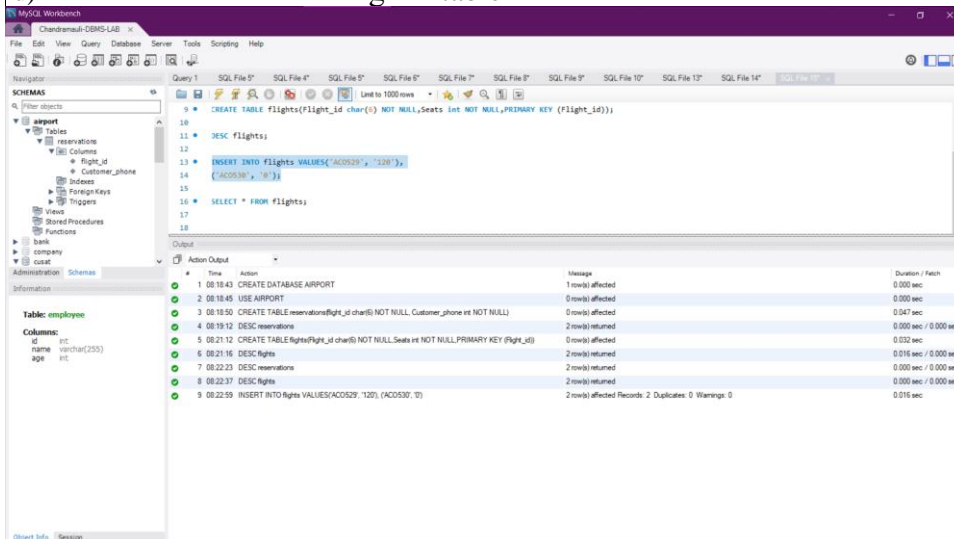 MySQL Workbench
Chandramauli-DBMS-LAB ×
File Edit View Query Database Server Tools Scripting Help
Navigator
Query 1 SQL File 5* SQL File 4* SQL File 5* SQL File 6* SQL File 7* SQL File 8* SQL File 9* SQL File 10* SQL File 13* SQL File 14*
SCHEMAS
Filter objects
Limit to 1000 rows
airport
Tables
reservations
Columns
flight_id
Customer_phone
Indexes
Foreign Keys
Triggers
Views
Stored Procedures
Functions
bank
company
cusat
Administration Schemas
Information
Table: employee
Columns:
id int
name varchar(255)
age int
Object Info Session
9 CREATE TABLE flights(Flight_id char(6) NOT NULL,Seats int NOT NULL,PRIMARY KEY (Flight_id));
10
11 DESC flights;
12
13 INSERT INTO flights VALUES('ACO529', '120'),
14 ('ACO530', '0');
15
16 SELECT * FROM flights;
17
18
Output
Action Output
# Time Action Message Duration / Fetch
1 08:18:43 CREATE DATABASE AIRPORT 1 row(s) affected 0.000 sec
2 08:18:45 USE AIRPORT 0 row(s) affected 0.000 sec
3 08:18:50 CREATE TABLE reservations(flight_id char(6) NOT NULL, Customer_phone int NOT NULL) 0 row(s) affected 0.047 sec
4 08:19:12 DESC reservations 2 row(s) returned 0.000 sec / 0.000 se
5 08:21:12 CREATE TABLE flights(Flight_id char(6) NOT NULL,Seats int NOT NULL,PRIMARY KEY (Flight_id)) 0 row(s) affected 0.032 sec
6 08:21:16 DESC flights 2 row(s) returned 0.016 sec / 0.000 se
7 08:22:23 DESC reservations 2 row(s) returned 0.000 sec / 0.000 se
8 08:22:37 DESC flights 2 row(s) returned 0.000 sec / 0.000 se
9 08:22:59 INSERT INTO flights VALUES('ACO529', '120'), ('ACO530', '0') 2 row(s) affected Records: 2 Duplicates: 0 Warnings: 0 0.016 sec